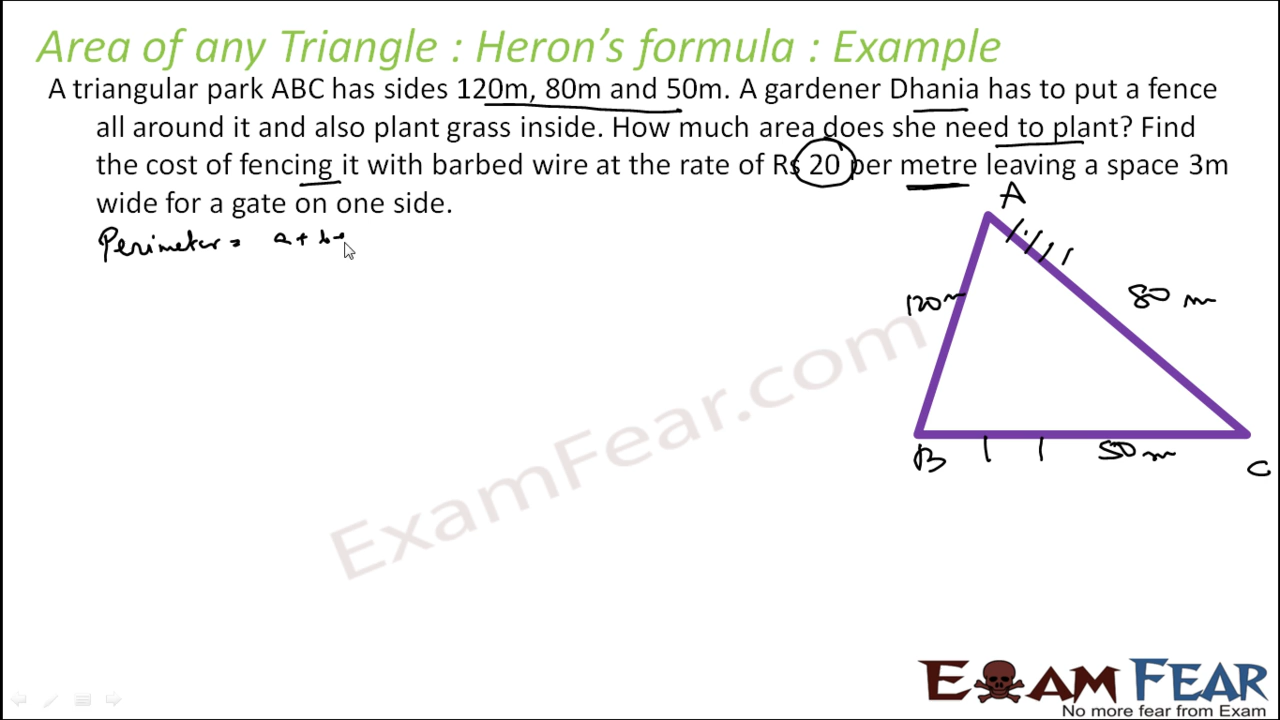 Area of any Triangle : Heron's formula : Example
A triangular park ABC has sides 120m, 80m and 50m. A gardener Dhania has to put a fence
all around it and also plant grass inside. How much area does she need to plant? Find
the cost of fencing it with barbed wire at the rate of Rs 20 per metre leaving a space 3m
wide for a gate on one side.
A
Perimeter = a + b+
120m
80 m
B
50 m
C
ExamFear.com
EXAM FEAR
No more fear from Exam